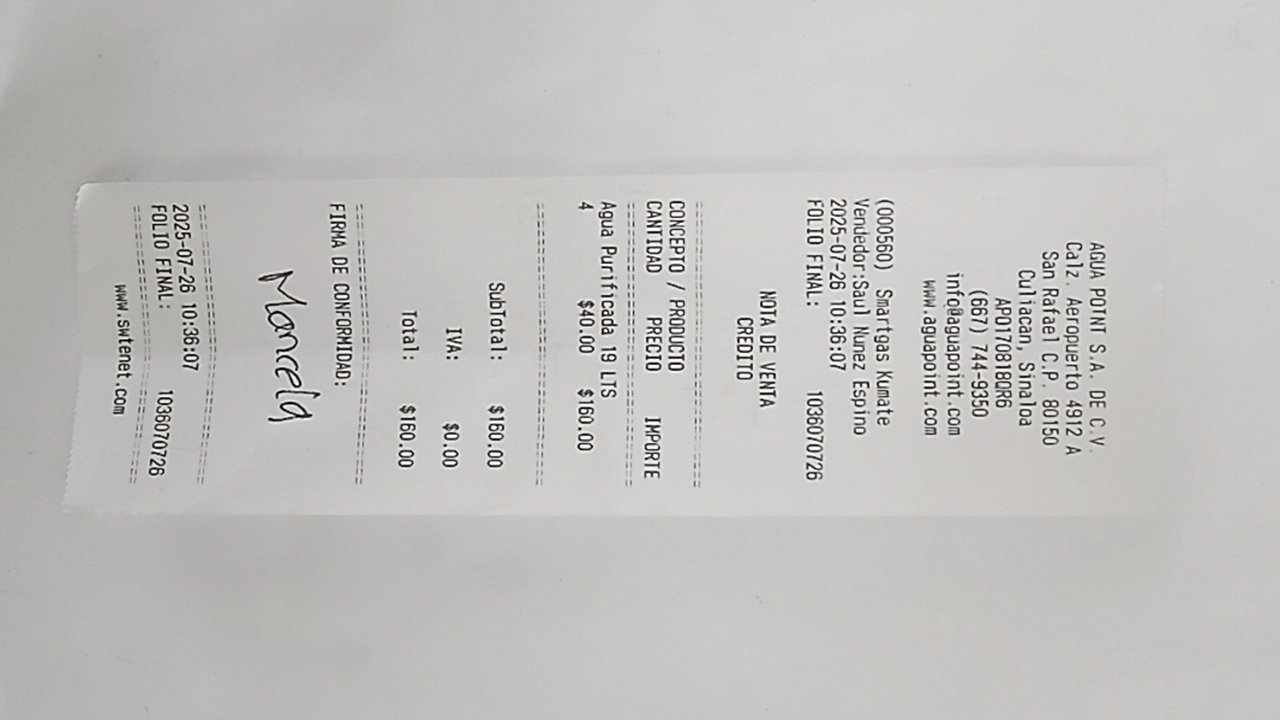 AGUA POINT S.A. DE C.V.
Calz. Aeropuerto 4912 A
San Rafael C.P. 80150
Culiacan, Sinaloa
APO170818QR6
(667) 744-9350
info@aguapoint.com
www.aguapoint.com
(000560) Smartgas Kumate
Vendedor:Saul Nunez Espino
2025-07-26 10:36:07
FOLIO FINAL: 1036070726
NOTA DE VENTA
CREDITO
CONCEPTO / PRODUCTO
CANTIDAD PRECIO IMPORTE
Agua Purificada 19 LTS
4 $40.00 $160.00
SubTotal: $160.00
IVA: $0.00
Total: $160.00
FIRMA DE CONFORMIDAD:
Marcela
2025-07-26 10:36:07
FOLIO FINAL: 1036070726
www.swtenet.com